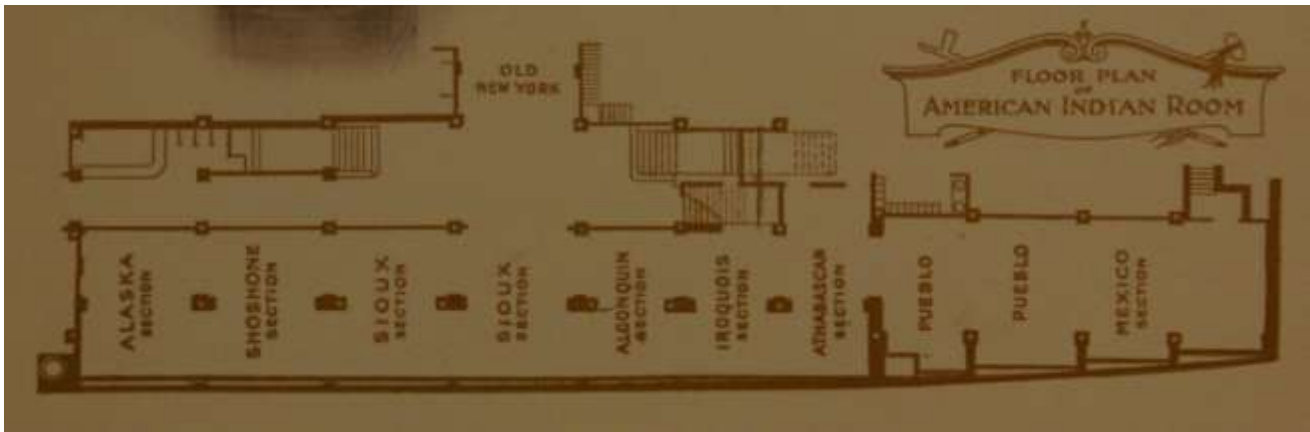 FLOOR PLAN
OF
AMERICAN INDIAN ROOM
OLD
NEW YORK
ALASKA
SECTION
SHOSHONE
SECTION
SIOUX
SECTION
SIOUX
SECTION
ALGONQUIN
SECTION
IROQUOIS
SECTION
ATHABASCAN
SECTION
PUEBLO
PUEBLO
MEXICO
SECTION